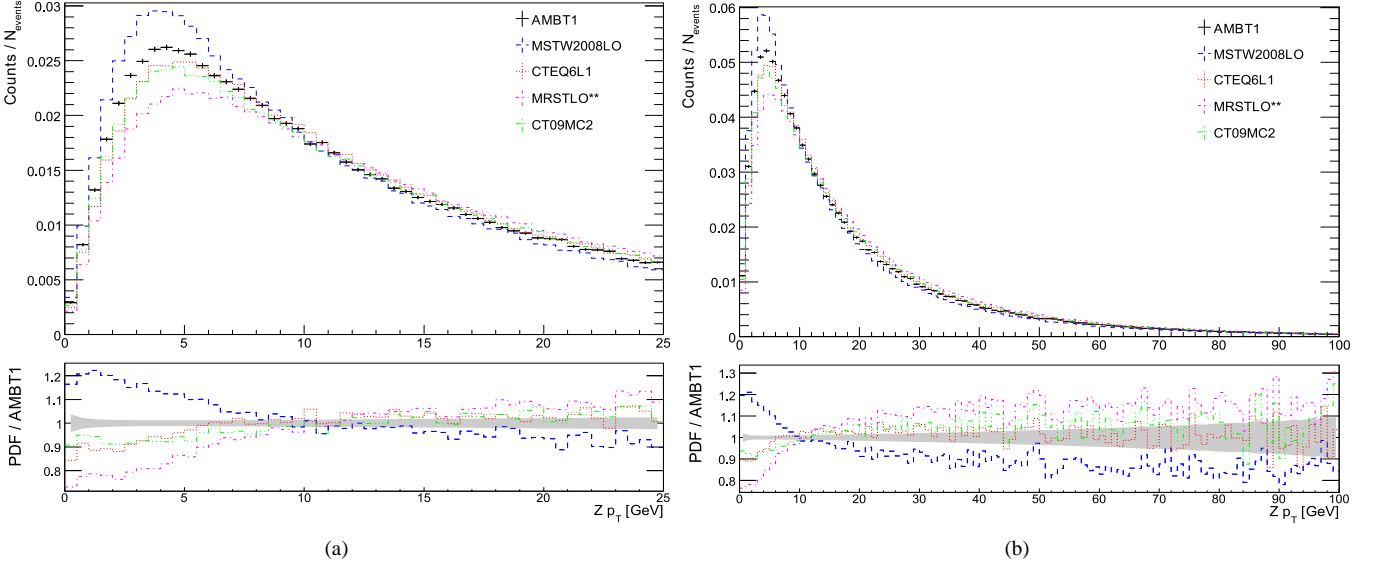 Counts / N_events
0.03
0.025
0.02
0.015
0.01
0.005
0
AMBT1
MSTW2008LO
CTEQ6L1
MRSTLO**
CT09MC2
0 5 10 15 20 25
PDF / AMBT1
1.2
1.1
1
0.9
0.8
0 5 10 15 20 25
Z p_T [GeV]
(a)
Counts / N_events
0.06
0.05
0.04
0.03
0.02
0.01
0
AMBT1
MSTW2008LO
CTEQ6L1
MRSTLO**
CT09MC2
0 10 20 30 40 50 60 70 80 90 100
PDF / AMBT1
1.3
1.2
1.1
1
0.9
0.8
0 10 20 30 40 50 60 70 80 90 100
Z p_T [GeV]
(b)